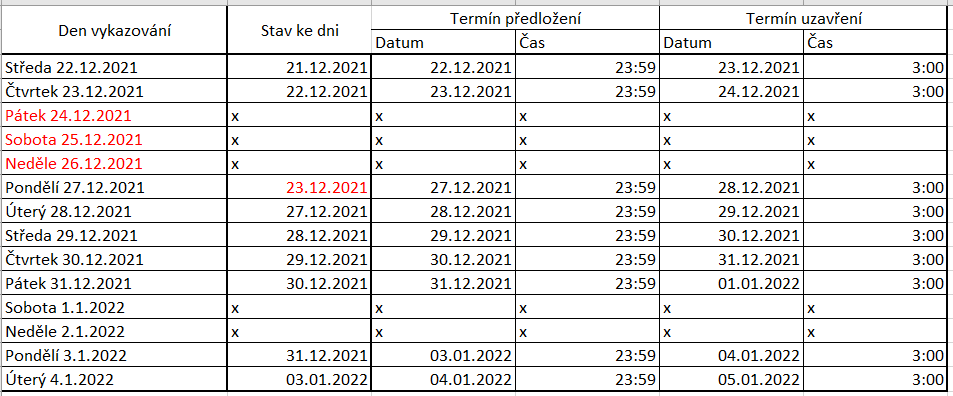 Den vykazování Stav ke dni Termín předložení Termín uzavření
Datum Čas Datum Čas
Středa 22.12.2021 21.12.2021 22.12.2021 23:59 23.12.2021 3:00
Čtvrtek 23.12.2021 22.12.2021 23.12.2021 23:59 24.12.2021 3:00
Pátek 24.12.2021 x x x x x
Sobota 25.12.2021 x x x x x
Neděle 26.12.2021 x x x x x
Pondělí 27.12.2021 23.12.2021 27.12.2021 23:59 28.12.2021 3:00
Úterý 28.12.2021 27.12.2021 28.12.2021 23:59 29.12.2021 3:00
Středa 29.12.2021 28.12.2021 29.12.2021 23:59 30.12.2021 3:00
Čtvrtek 30.12.2021 29.12.2021 30.12.2021 23:59 31.12.2021 3:00
Pátek 31.12.2021 30.12.2021 31.12.2021 23:59 01.01.2022 3:00
Sobota 1.1.2022 x x x x x
Neděle 2.1.2022 x x x x x
Pondělí 3.1.2022 31.12.2021 03.01.2022 23:59 04.01.2022 3:00
Úterý 4.1.2022 03.01.2022 04.01.2022 23:59 05.01.2022 3:00